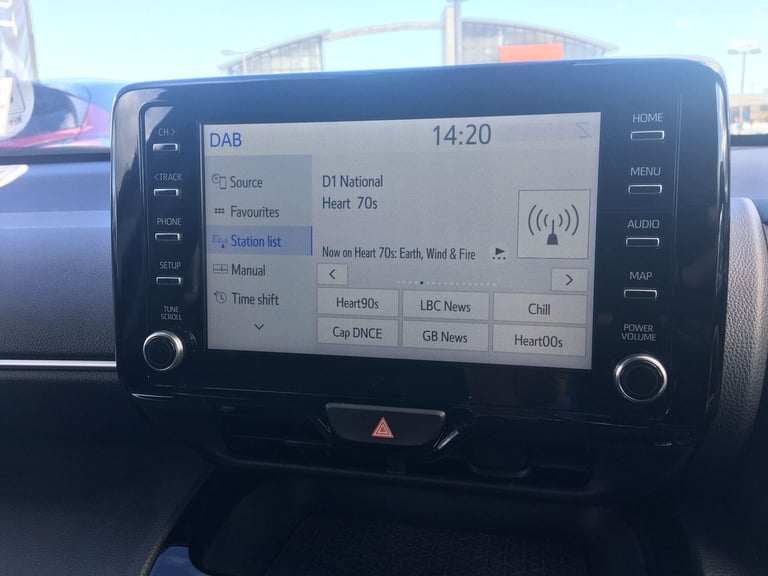 DAB
14:20
CH >
< TRACK
PHONE
SETUP
TUNE
SCROLL
Source
Favourites
Station list
Manual
Time shift
D1 National
Heart 70s
Now on Heart 70s: Earth, Wind & Fire
Heart90s
LBC News
Chill
Cap DNCE
GB News
Heart00s
HOME
MENU
AUDIO
MAP
POWER
VOLUME